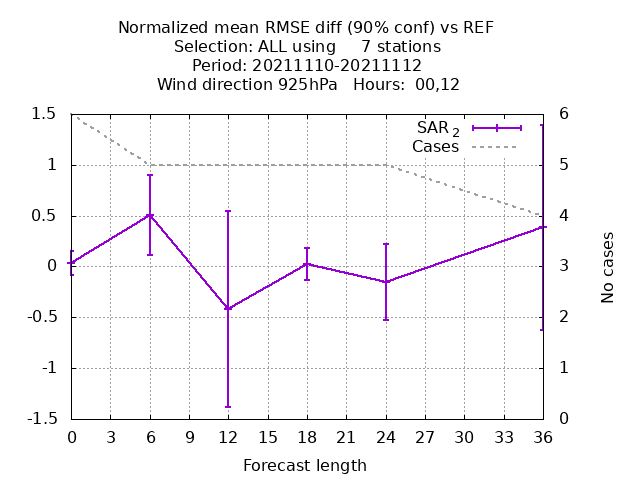 Normalized mean RMSE diff (90% conf) vs REF
Selection: ALL using     7 stations
Period: 20211110-20211112
Wind direction 925hPa   Hours:  00,12
1.5
1
0.5
0
-0.5
-1
-1.5
6
5
4
3
2
1
0
SAR 2
Cases
No cases
0 3 6 9 12 15 18 21 24 27 30 33 36
Forecast length